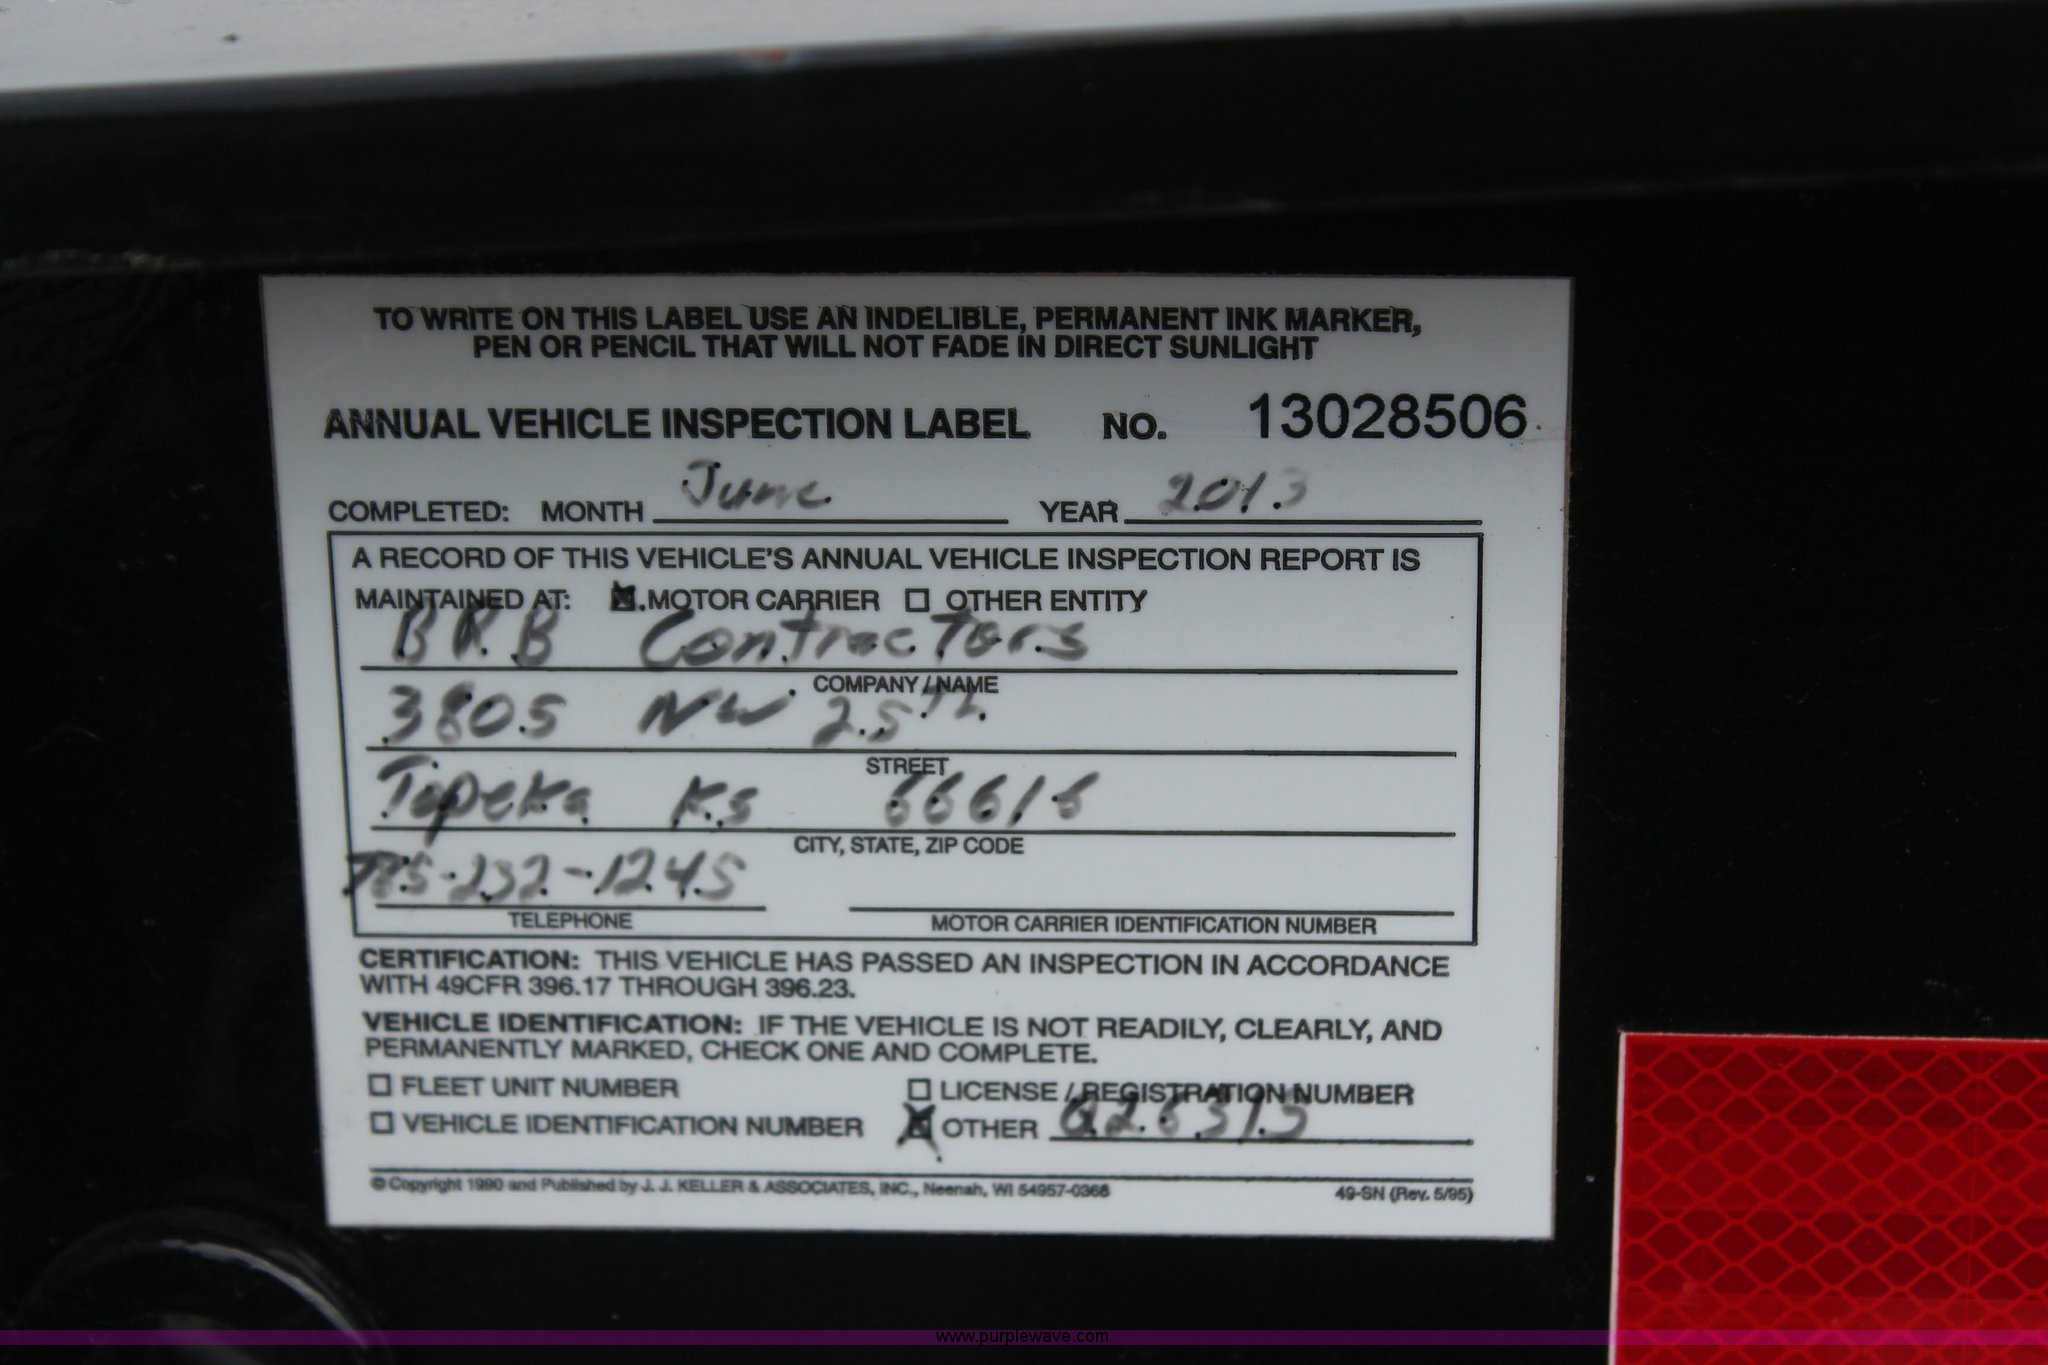 TO WRITE ON THIS LABEL USE AN INDELIBLE, PERMANENT INK MARKER,
PEN OR PENCIL THAT WILL NOT FADE IN DIRECT SUNLIGHT
ANNUAL VEHICLE INSPECTION LABEL NO. 13028506
COMPLETED: MONTH June YEAR 2013
A RECORD OF THIS VEHICLE'S ANNUAL VEHICLE INSPECTION REPORT IS
MAINTAINED AT: MOTOR CARRIER OTHER ENTITY
BRB Contractors
COMPANY / NAME
3805 NW 25th
STREET
Topeka Ks 66618
CITY, STATE, ZIP CODE
785-232-1245
TELEPHONE MOTOR CARRIER IDENTIFICATION NUMBER
CERTIFICATION: THIS VEHICLE HAS PASSED AN INSPECTION IN ACCORDANCE
WITH 49CFR 396.17 THROUGH 396.23.
VEHICLE IDENTIFICATION: IF THE VEHICLE IS NOT READILY, CLEARLY, AND
PERMANENTLY MARKED, CHECK ONE AND COMPLETE.
FLEET UNIT NUMBER LICENSE / REGISTRATION NUMBER
VEHICLE IDENTIFICATION NUMBER OTHER
© Copyright 1990 and Published by J. J. KELLER & ASSOCIATES, INC., Neenah, WI 54957-0368 49-SN (Rev. 5/95)
www.purplewave.com